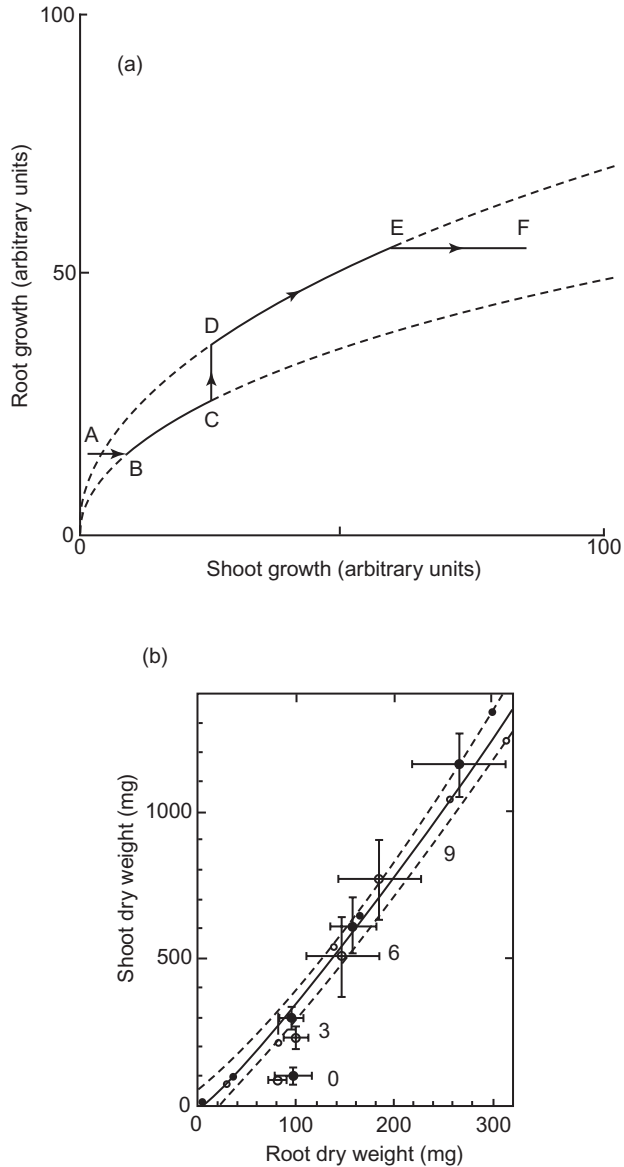 100
(a)
Root growth (arbitrary units)
E
F
50
D
A
C
B
0
0
100
Shoot growth (arbitrary units)
(b)
Shoot dry weight (mg)
1000
9
500
6
3
0
0
0
100
200
300
Root dry weight (mg)